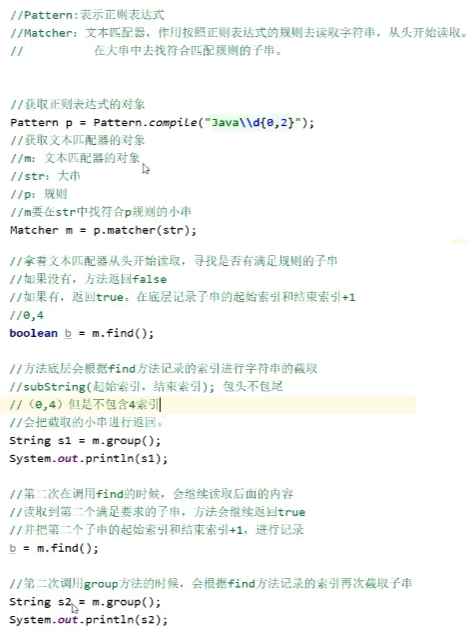 //Pattern:表示正则表达式
//Matcher: 文本匹配器，作用按照正则表达式的规则去读取字符串，从头开始读取。
//          在大串中去找符合匹配规则的子串。
//获取正则表达式的对象
Pattern p = Pattern.compile("Java\\d{0,2}");
//获取文本匹配器的对象
//m: 文本匹配器的对象
//str: 大串
//p: 规则
//m要在str中找符合p规则的小串
Matcher m = p.matcher(str);
//拿着文本匹配器从头开始读取，寻找是否有满足规则的子串
//如果没有，方法返回false
//如果有，返回true。在底层记录子串的起始索引和结束索引+1
//0,4
boolean b = m.find();
//方法底层会根据find方法记录的索引进行字符串的截取
//subString(起始索引，结束索引); 包头不包尾
// （0,4）但是不包含4索引
//会把截取的小串进行返回。
String s1 = m.group();
System.out.println(s1);
//第二次在调用find的时候，会继续读取后面的内容
//读取到第二个满足要求的子串，方法会继续返回true
//并把第二个子串的起始索引和结束索引+1，进行记录
b = m.find();
//第二次调用group方法的时候，会根据find方法记录的索引再次截取子串
String s2 = m.group();
System.out.println(s2);